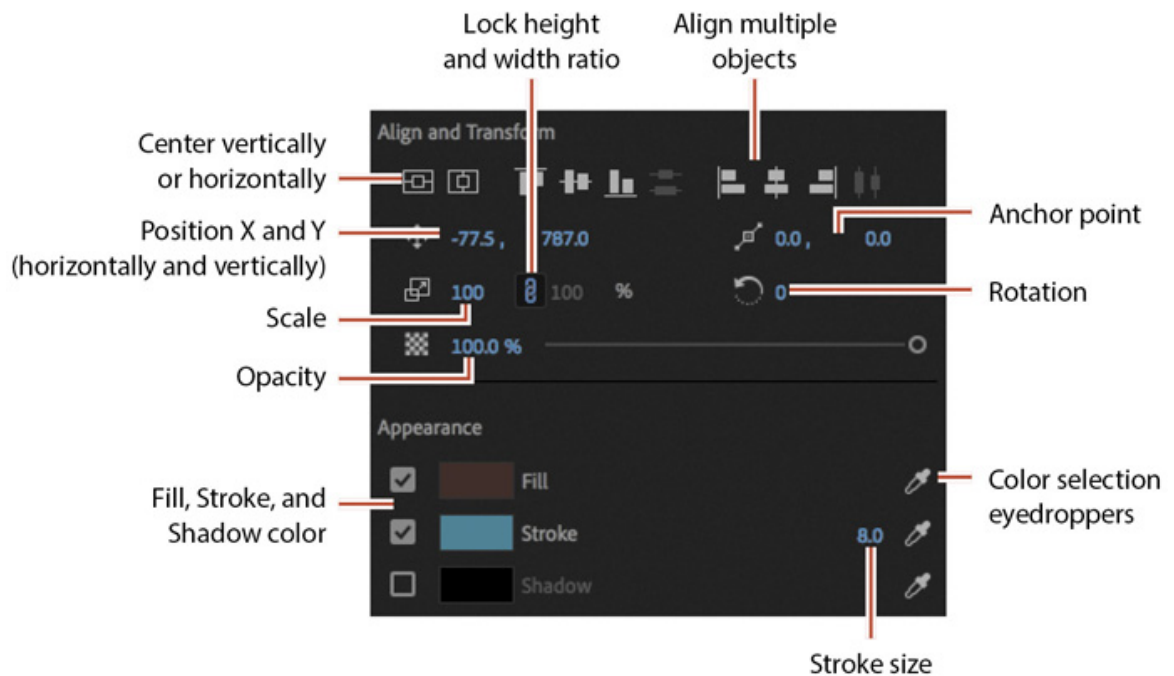 Lock height
and width ratio
Align multiple
objects
Align and Transform
Center vertically
or horizontally
Position X and Y
(horizontally and vertically)
-77.5 , 787.0
0.0 , 0.0
Anchor point
Scale
100 100 %
0
Rotation
Opacity
100.0 %
Appearance
Fill, Stroke, and
Shadow color
Fill
Stroke 8.0
Shadow
Color selection
eyedroppers
Stroke size